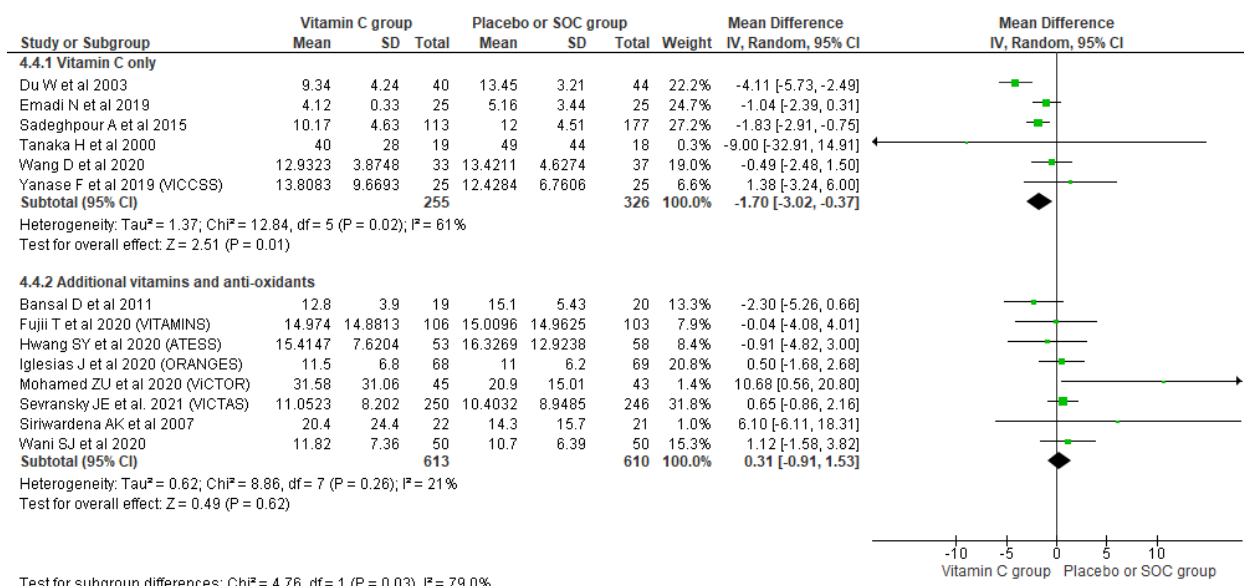 Vitamin C group Placebo or SOC group Mean Difference Mean Difference
Study or Subgroup Mean SD Total Mean SD Total Weight IV, Random, 95% CI IV, Random, 95% CI
4.4.1 Vitamin C only
Du W et al 2003 9.34 4.24 40 13.45 3.21 44 22.2% -4.11 [-5.73, -2.49]
Emadi N et al 2019 4.12 0.33 25 5.16 3.44 25 24.7% -1.04 [-2.39, 0.31]
Sadeghpour A et al 2015 10.17 4.63 113 12 4.51 177 27.2% -1.83 [-2.91, -0.75]
Tanaka H et al 2000 40 28 19 49 44 18 0.3% -9.00 [-32.91, 14.91]
Wang D et al 2020 12.9323 3.8748 33 13.4211 4.6274 37 19.0% -0.49 [-2.48, 1.50]
Yanase F et al 2019 (VICCSS) 13.8083 9.6693 25 12.4284 6.7606 25 6.6% 1.38 [-3.24, 6.00]
Subtotal (95% CI) 255 326 100.0% -1.70 [-3.02, -0.37]
Heterogeneity: Tau² = 1.37; Chi² = 12.84, df = 5 (P = 0.02); I² = 61%
Test for overall effect: Z = 2.51 (P = 0.01)
4.4.2 Additional vitamins and anti-oxidants
Bansal D et al 2011 12.8 3.9 19 15.1 5.43 20 13.3% -2.30 [-5.26, 0.66]
Fujii T et al 2020 (VITAMINS) 14.974 14.8813 106 15.0096 14.9625 103 7.9% -0.04 [-4.08, 4.01]
Hwang SY et al 2020 (ATESS) 15.4147 7.6204 53 16.3269 12.9238 58 8.4% -0.91 [-4.82, 3.00]
Iglesias J et al 2020 (ORANGES) 11.5 6.8 68 11 6.2 69 20.8% 0.50 [-1.68, 2.68]
Mohamed ZU et al 2020 (ViCTOR) 31.58 31.06 45 20.9 15.01 43 1.4% 10.68 [0.56, 20.80]
Sevransky JE et al. 2021 (VICTAS) 11.0523 8.202 250 10.4032 8.9485 246 31.8% 0.65 [-0.86, 2.16]
Siriwardena AK et al 2007 20.4 24.4 22 14.3 15.7 21 1.0% 6.10 [-6.11, 18.31]
Wani SJ et al 2020 11.82 7.36 50 10.7 6.39 50 15.3% 1.12 [-1.58, 3.82]
Subtotal (95% CI) 613 610 100.0% 0.31 [-0.91, 1.53]
Heterogeneity: Tau² = 0.62; Chi² = 8.86, df = 7 (P = 0.26); I² = 21%
Test for overall effect: Z = 0.49 (P = 0.62)
-10 -5 0 5 10
Vitamin C group Placebo or SOC group
Test for subgroup differences: Chi² = 4.76, df = 1 (P = 0.03), I² = 79.0%